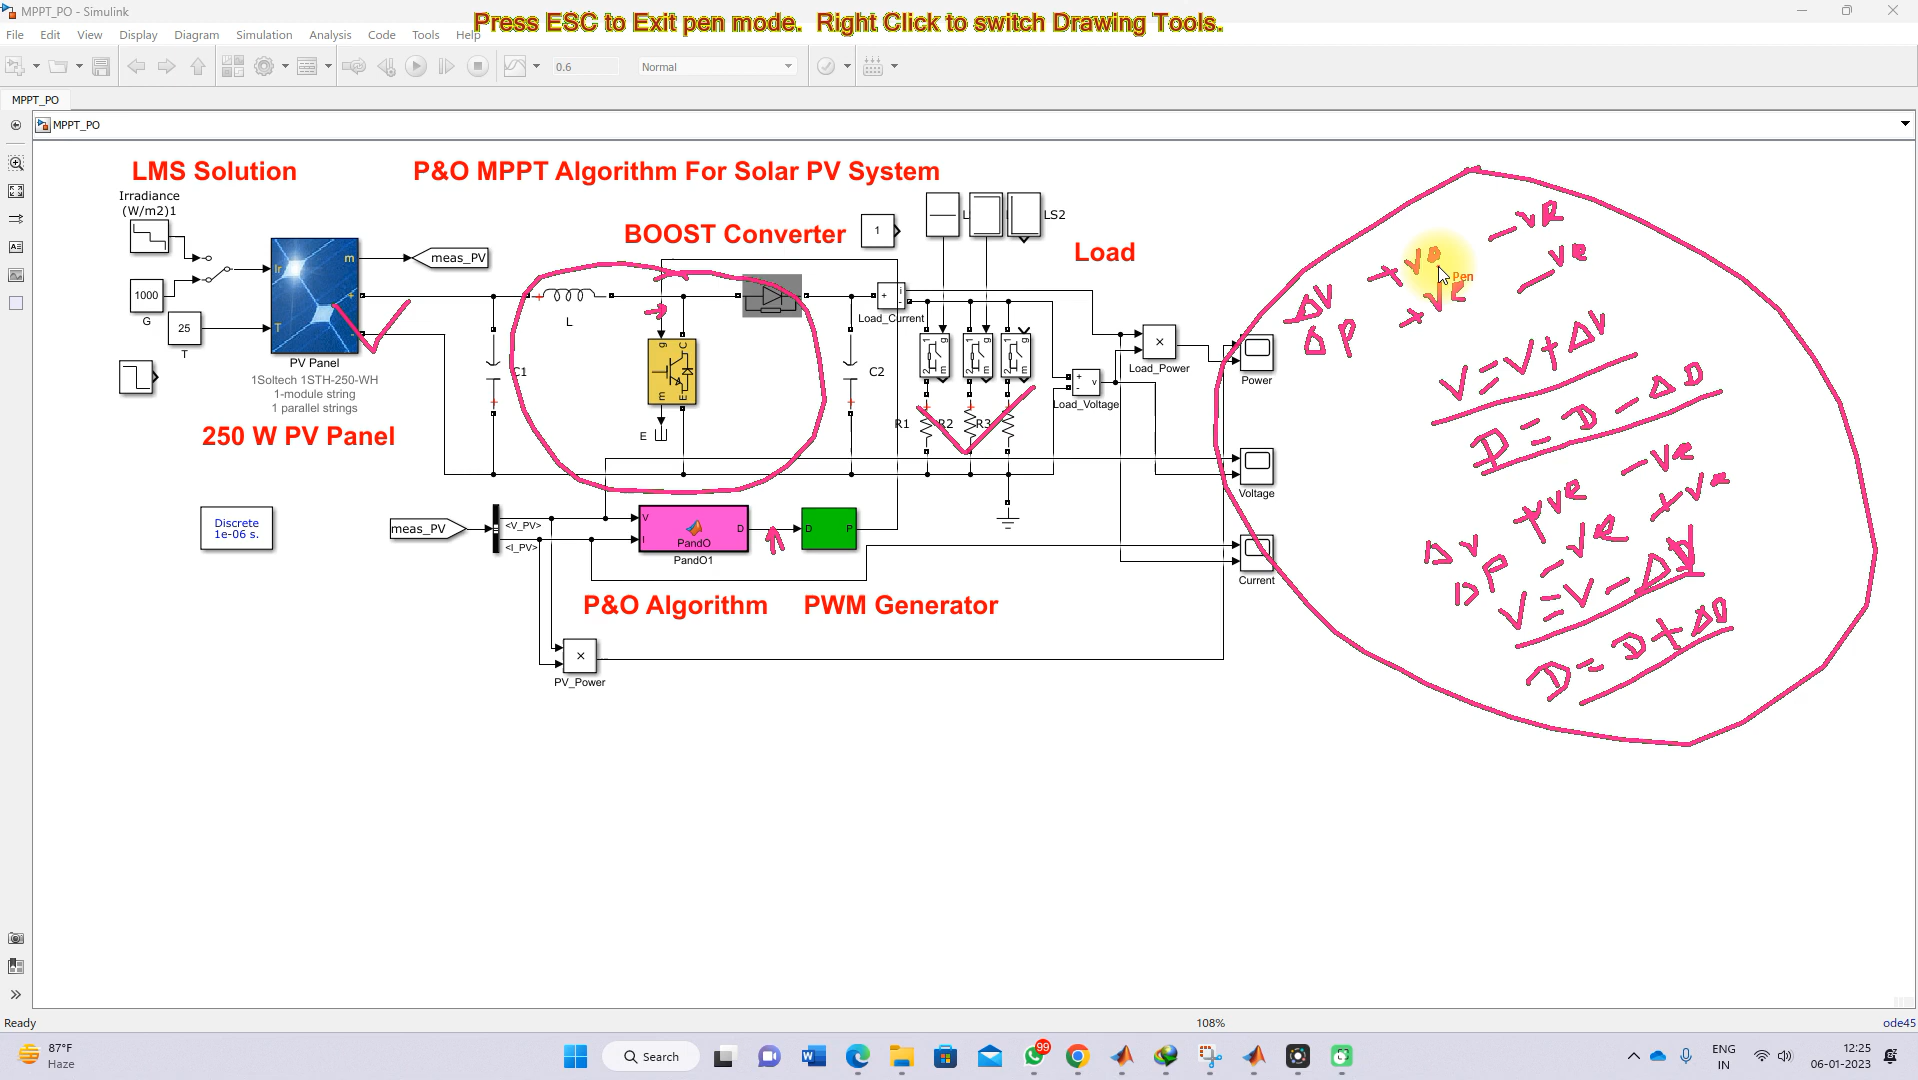 MPPT_PO - Simulink
Press ESC to Exit pen mode. Right Click to switch Drawing Tools.
File Edit View Display Diagram Simulation Analysis Code Tools Help
0.6 Normal
MPPT_PO
MPPT_PO
LMS Solution
P&O MPPT Algorithm For Solar PV System
Irradiance
(W/m2)1
BOOST Converter
1
LS2
Load
Ir
m
meas_PV
+
1000
G
25
T
T
-
PV Panel
1Soltech 1STH-250-WH
1-module string
1 parallel strings
250 W PV Panel
L
C1
g C
m E
E
C2
Load_Current
R1 R2 R3
Load_Voltage
Load_Power
Power
Voltage
Current
Pen
-ve
ΔV +ve -ve
ΔP +ve
V=V+ΔV
D=D-ΔD
ΔV +ve -ve
ΔP -ve +ve
V=V-ΔV
D=D+ΔD
Discrete
1e-06 s.
meas_PV
<V_PV>
<I_PV>
V
I
D
PandO
PandO1
D P
P&O Algorithm PWM Generator
×
PV_Power
Ready 108% ode45
87°F
Haze
Search
99
ENG
IN
12:25
06-01-2023